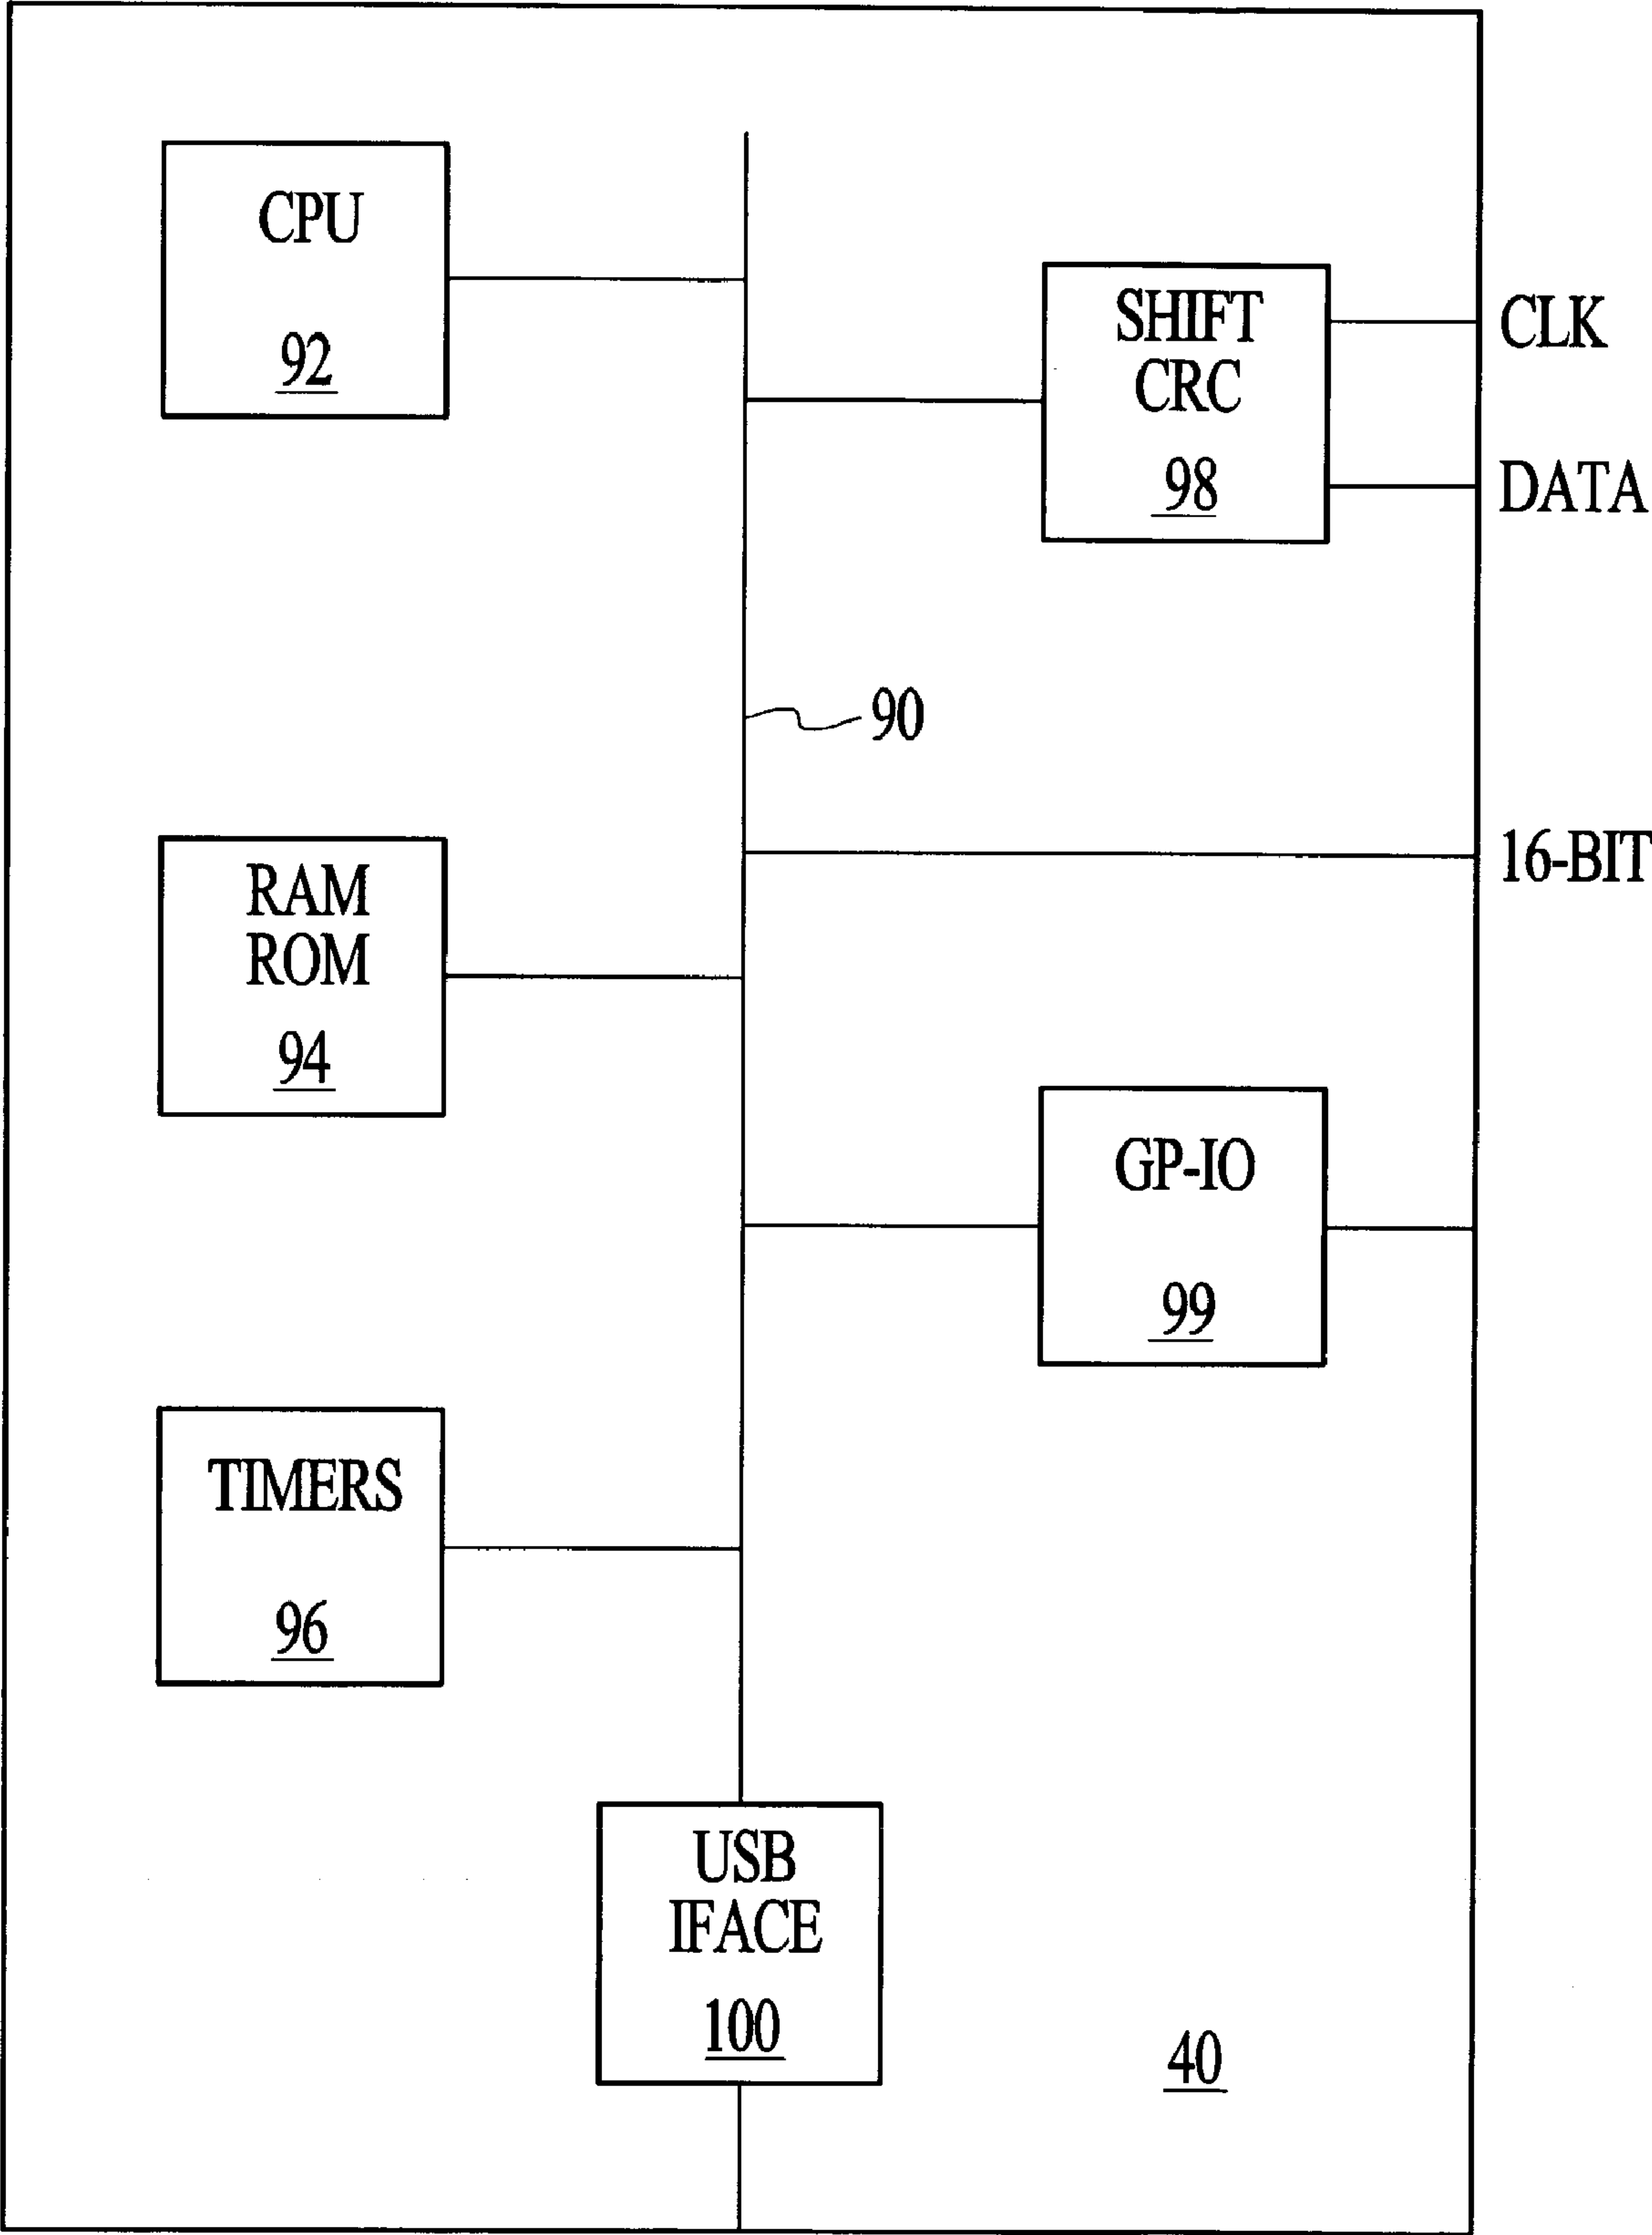 CPU
92
SHIFT
CRC
98
CLK
DATA
90
16-BIT
RAM
ROM
94
GP-IO
99
TIMERS
96
USB
IFACE
100
40